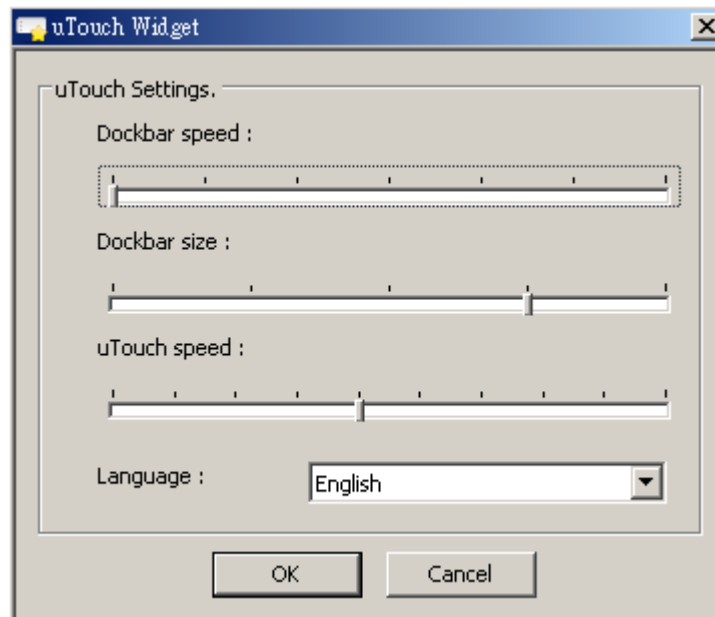 uTouch Widget
uTouch Settings.
Dockbar speed :
Dockbar size :
uTouch speed :
Language :
English
OK
Cancel